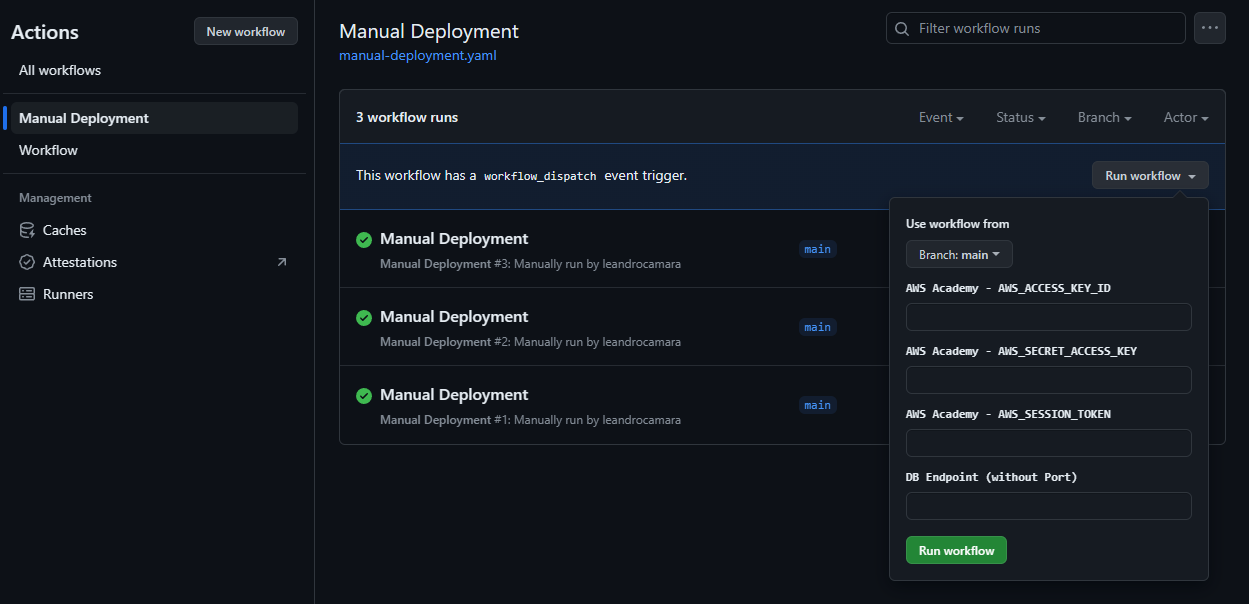 Actions
New workflow
All workflows
Manual Deployment
Workflow
Management
Caches
Attestations
Runners
Manual Deployment
manual-deployment.yaml
Filter workflow runs
3 workflow runs
Event
Status
Branch
Actor
This workflow has a workflow_dispatch event trigger.
Run workflow
Manual Deployment
Manual Deployment #3: Manually run by leandrocamara
main
Manual Deployment
Manual Deployment #2: Manually run by leandrocamara
main
Manual Deployment
Manual Deployment #1: Manually run by leandrocamara
main
Use workflow from
Branch: main
AWS Academy - AWS_ACCESS_KEY_ID
AWS Academy - AWS_SECRET_ACCESS_KEY
AWS Academy - AWS_SESSION_TOKEN
DB Endpoint (without Port)
Run workflow